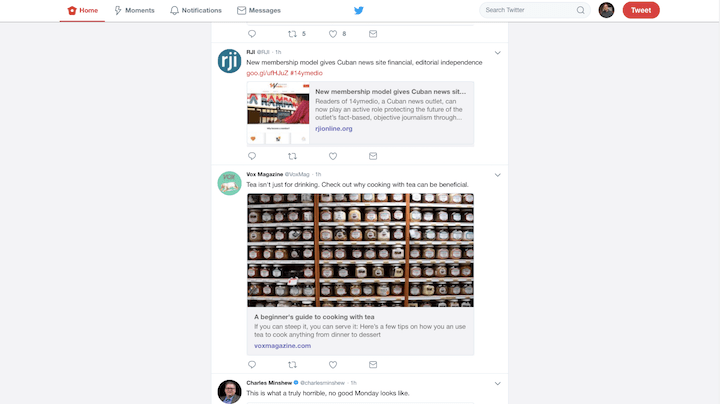 Home Moments Notifications Messages Search Twitter Tweet
5 8
rji
RJI @RJI · 1h
New membership model gives Cuban news site financial, editorial independence
goo.gl/ufHJuZ #14ymedio
New membership model gives Cuban news sit...
Readers of 14ymedio, a Cuban news outlet, can
now play an active role protecting the future of the
outlet's fact-based, objective journalism through...
rjionline.org
VOX
Vox Magazine @VoxMag · 1h
Tea isn't just for drinking. Check out why cooking with tea can be beneficial.
A beginner's guide to cooking with tea
If you can steep it, you can serve it: Here's a few tips on how you an use
tea to cook anything from dinner to dessert
voxmagazine.com
Charles Minshew @charlesminshew · 1h
This is what a truly horrible, no good Monday looks like.